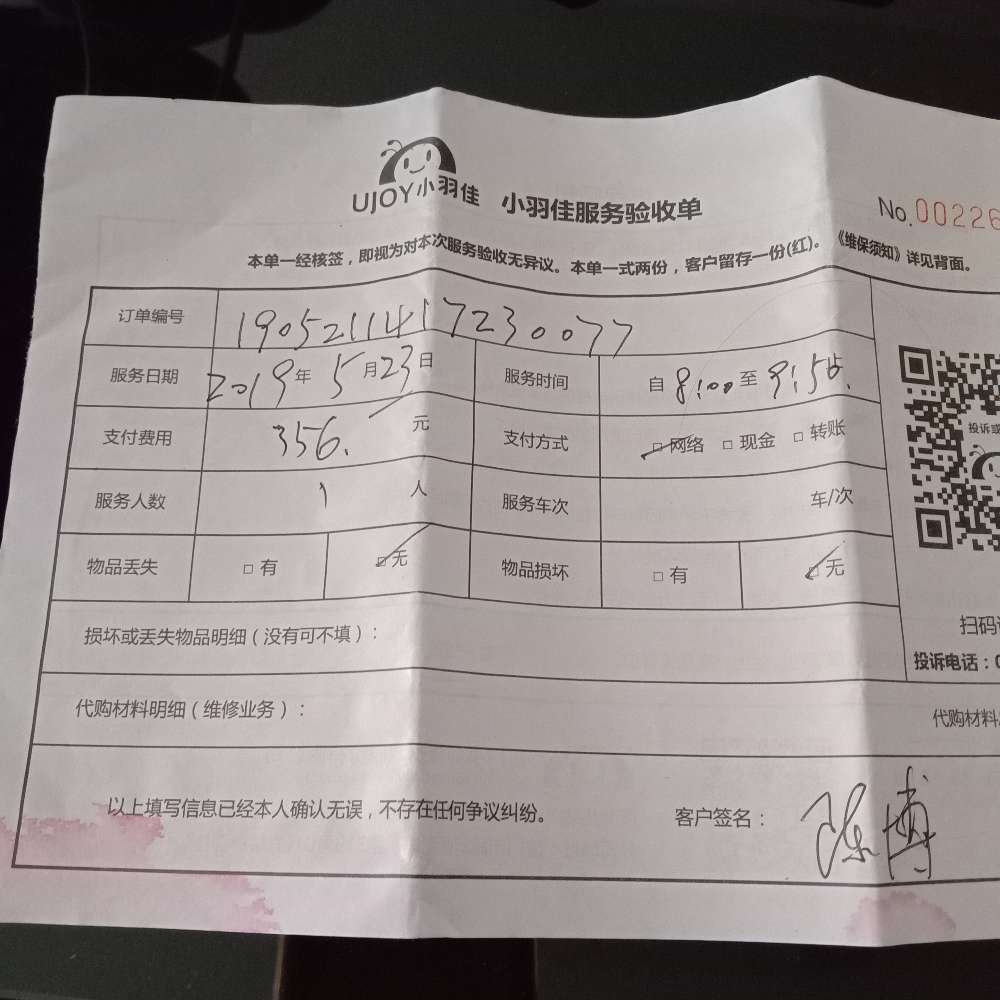 UJOY小羽佳 小羽佳服务验收单 No.00226
本单一经核签，即视为对本次服务验收无异议。本单一式两份，客户留存一份(红)。《维保须知》详见背面。
订单编号 1905211417230077
服务日期 2019年5月23日 服务时间 自8:00至9:56.
支付费用 356.元 支付方式 □网络 □现金 □转账
投诉或
服务人数 1人 服务车次 车/次
物品丢失 □有 □无 物品损坏 □有 □无
扫码
损坏或丢失物品明细（没有可不填）：
投诉电话：0
代购材料明细（维修业务）： 代购材料
以上填写信息已经本人确认无误，不存在任何争议纠纷。 客户签名：陈博